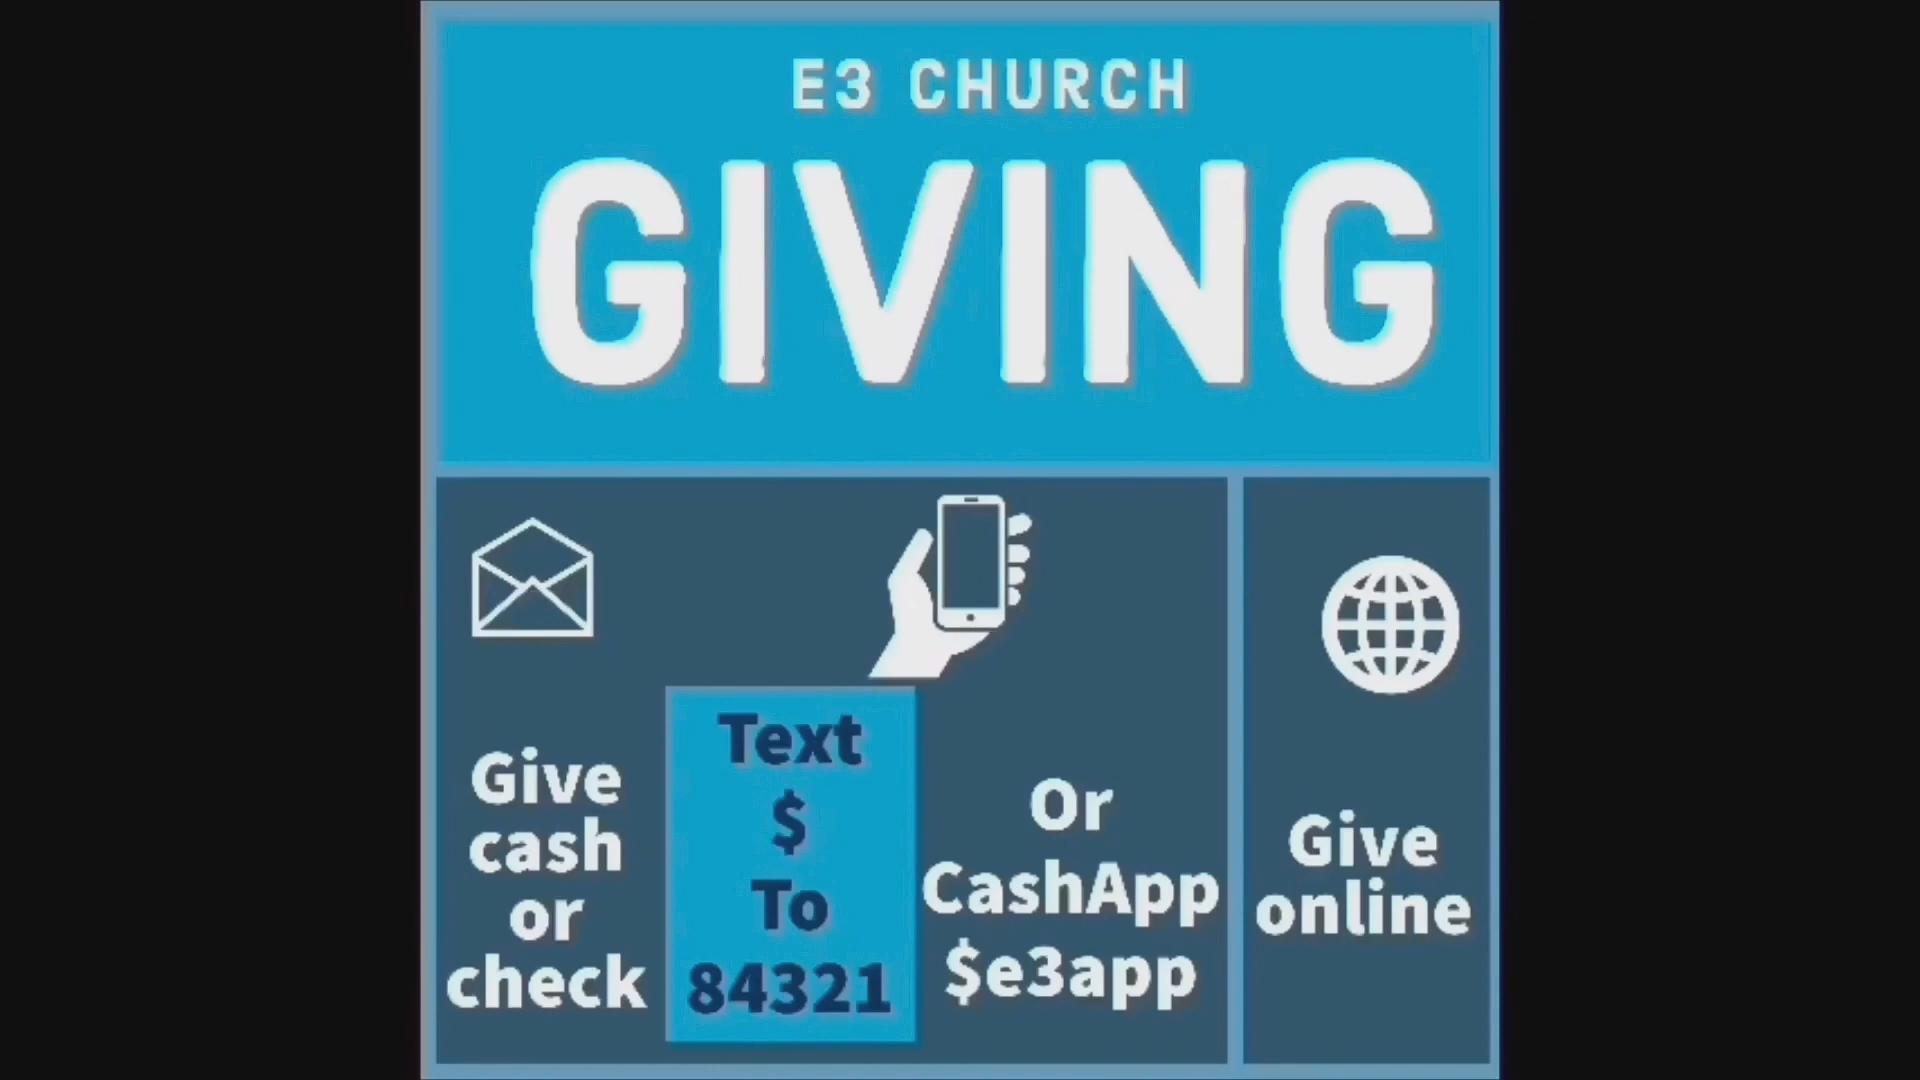 E3 CHURCH
GIVING
Give
cash
or
check
Text
$
To
84321
Or
CashApp
$e3app
Give
online